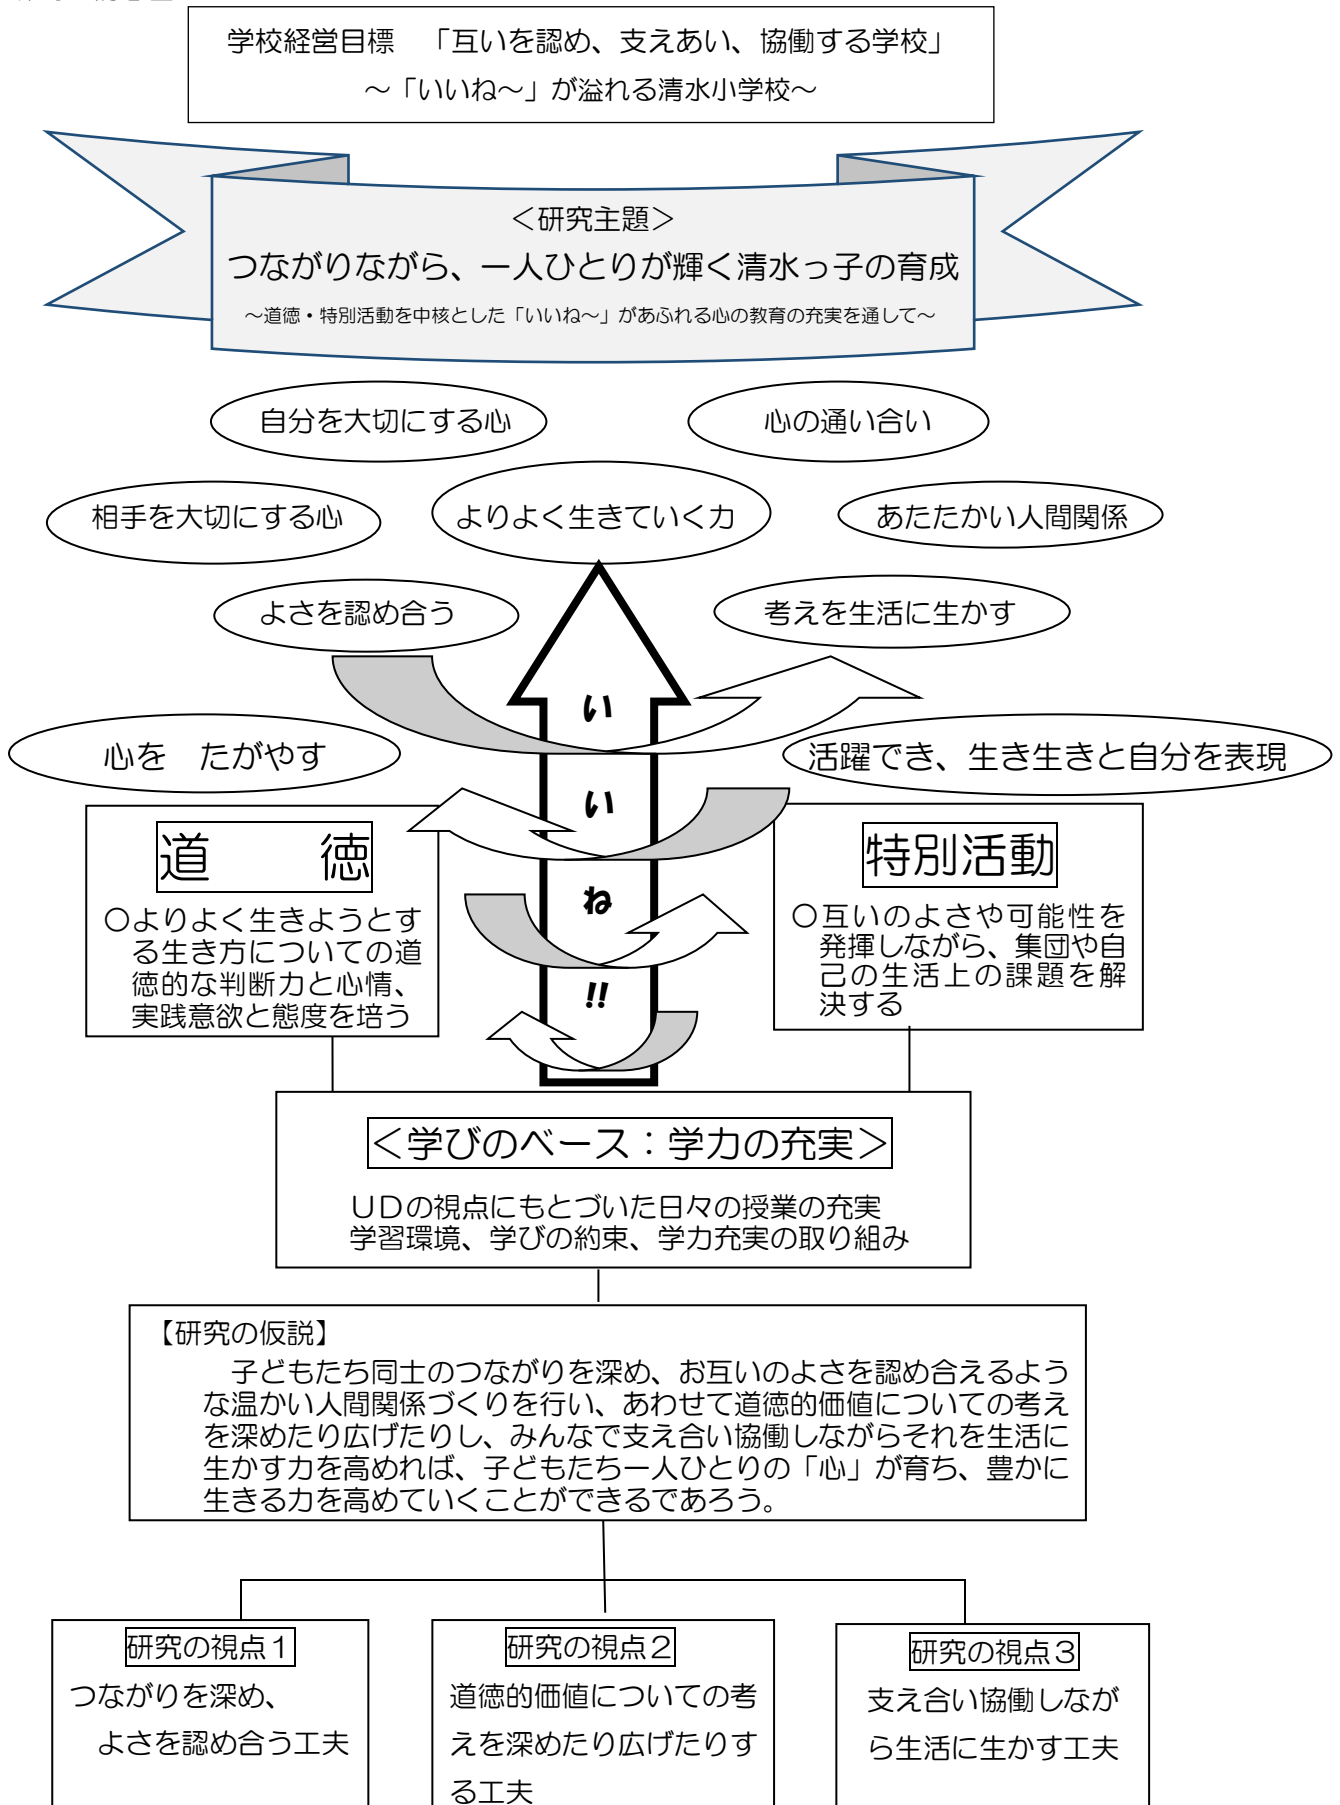 学校経営目標　「互いを認め、支えあい、協働する学校」
～「いいね～」が溢れる清水小学校～
＜研究主題＞
つながりながら、一人ひとりが輝く清水っ子の育成
～道徳・特別活動を中核とした「いいね～」があふれる心の教育の充実を通して～
自分を大切にする心
心の通い合い
相手を大切にする心
よりよく生きていく力
あたたかい人間関係
よさを認め合う
考えを生活に生かす
心を　たがやす
活躍でき、生き生きと自分を表現
い
い
ね
!!
道　　徳
〇よりよく生きようとす
る生き方についての道
徳的な判断力と心情、
実践意欲と態度を培う
特別活動
〇互いのよさや可能性を
発揮しながら、集団や自
己の生活上の課題を解
決する
＜学びのベース：学力の充実＞
ＵＤの視点にもとづいた日々の授業の充実
学習環境、学びの約束、学力充実の取り組み
【研究の仮説】
子どもたち同士のつながりを深め、お互いのよさを認め合えるよう
な温かい人間関係づくりを行い、あわせて道徳的価値についての考え
を深めたり広げたりし、みんなで支え合い協働しながらそれを生活に
生かす力を高めれば、子どもたち一人ひとりの「心」が育ち、豊かに
生きる力を高めていくことができるであろう。
研究の視点１
つながりを深め、
よさを認め合う工夫
研究の視点２
道徳的価値についての考
えを深めたり広げたりす
る工夫
研究の視点３
支え合い協働しなが
ら生活に生かす工夫